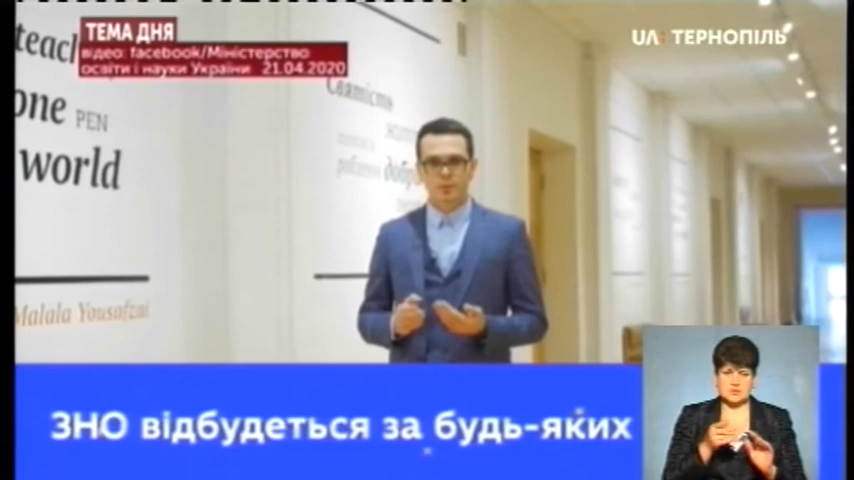 ТЕМА ДНЯ
відео: facebook/Міністерство
освіти і науки України 21.04.2020
UA: ТЕРНОПІЛЬ
one PEN
world
Malala Yousafzai
Святість
ЗНО відбудеться за будь-яких